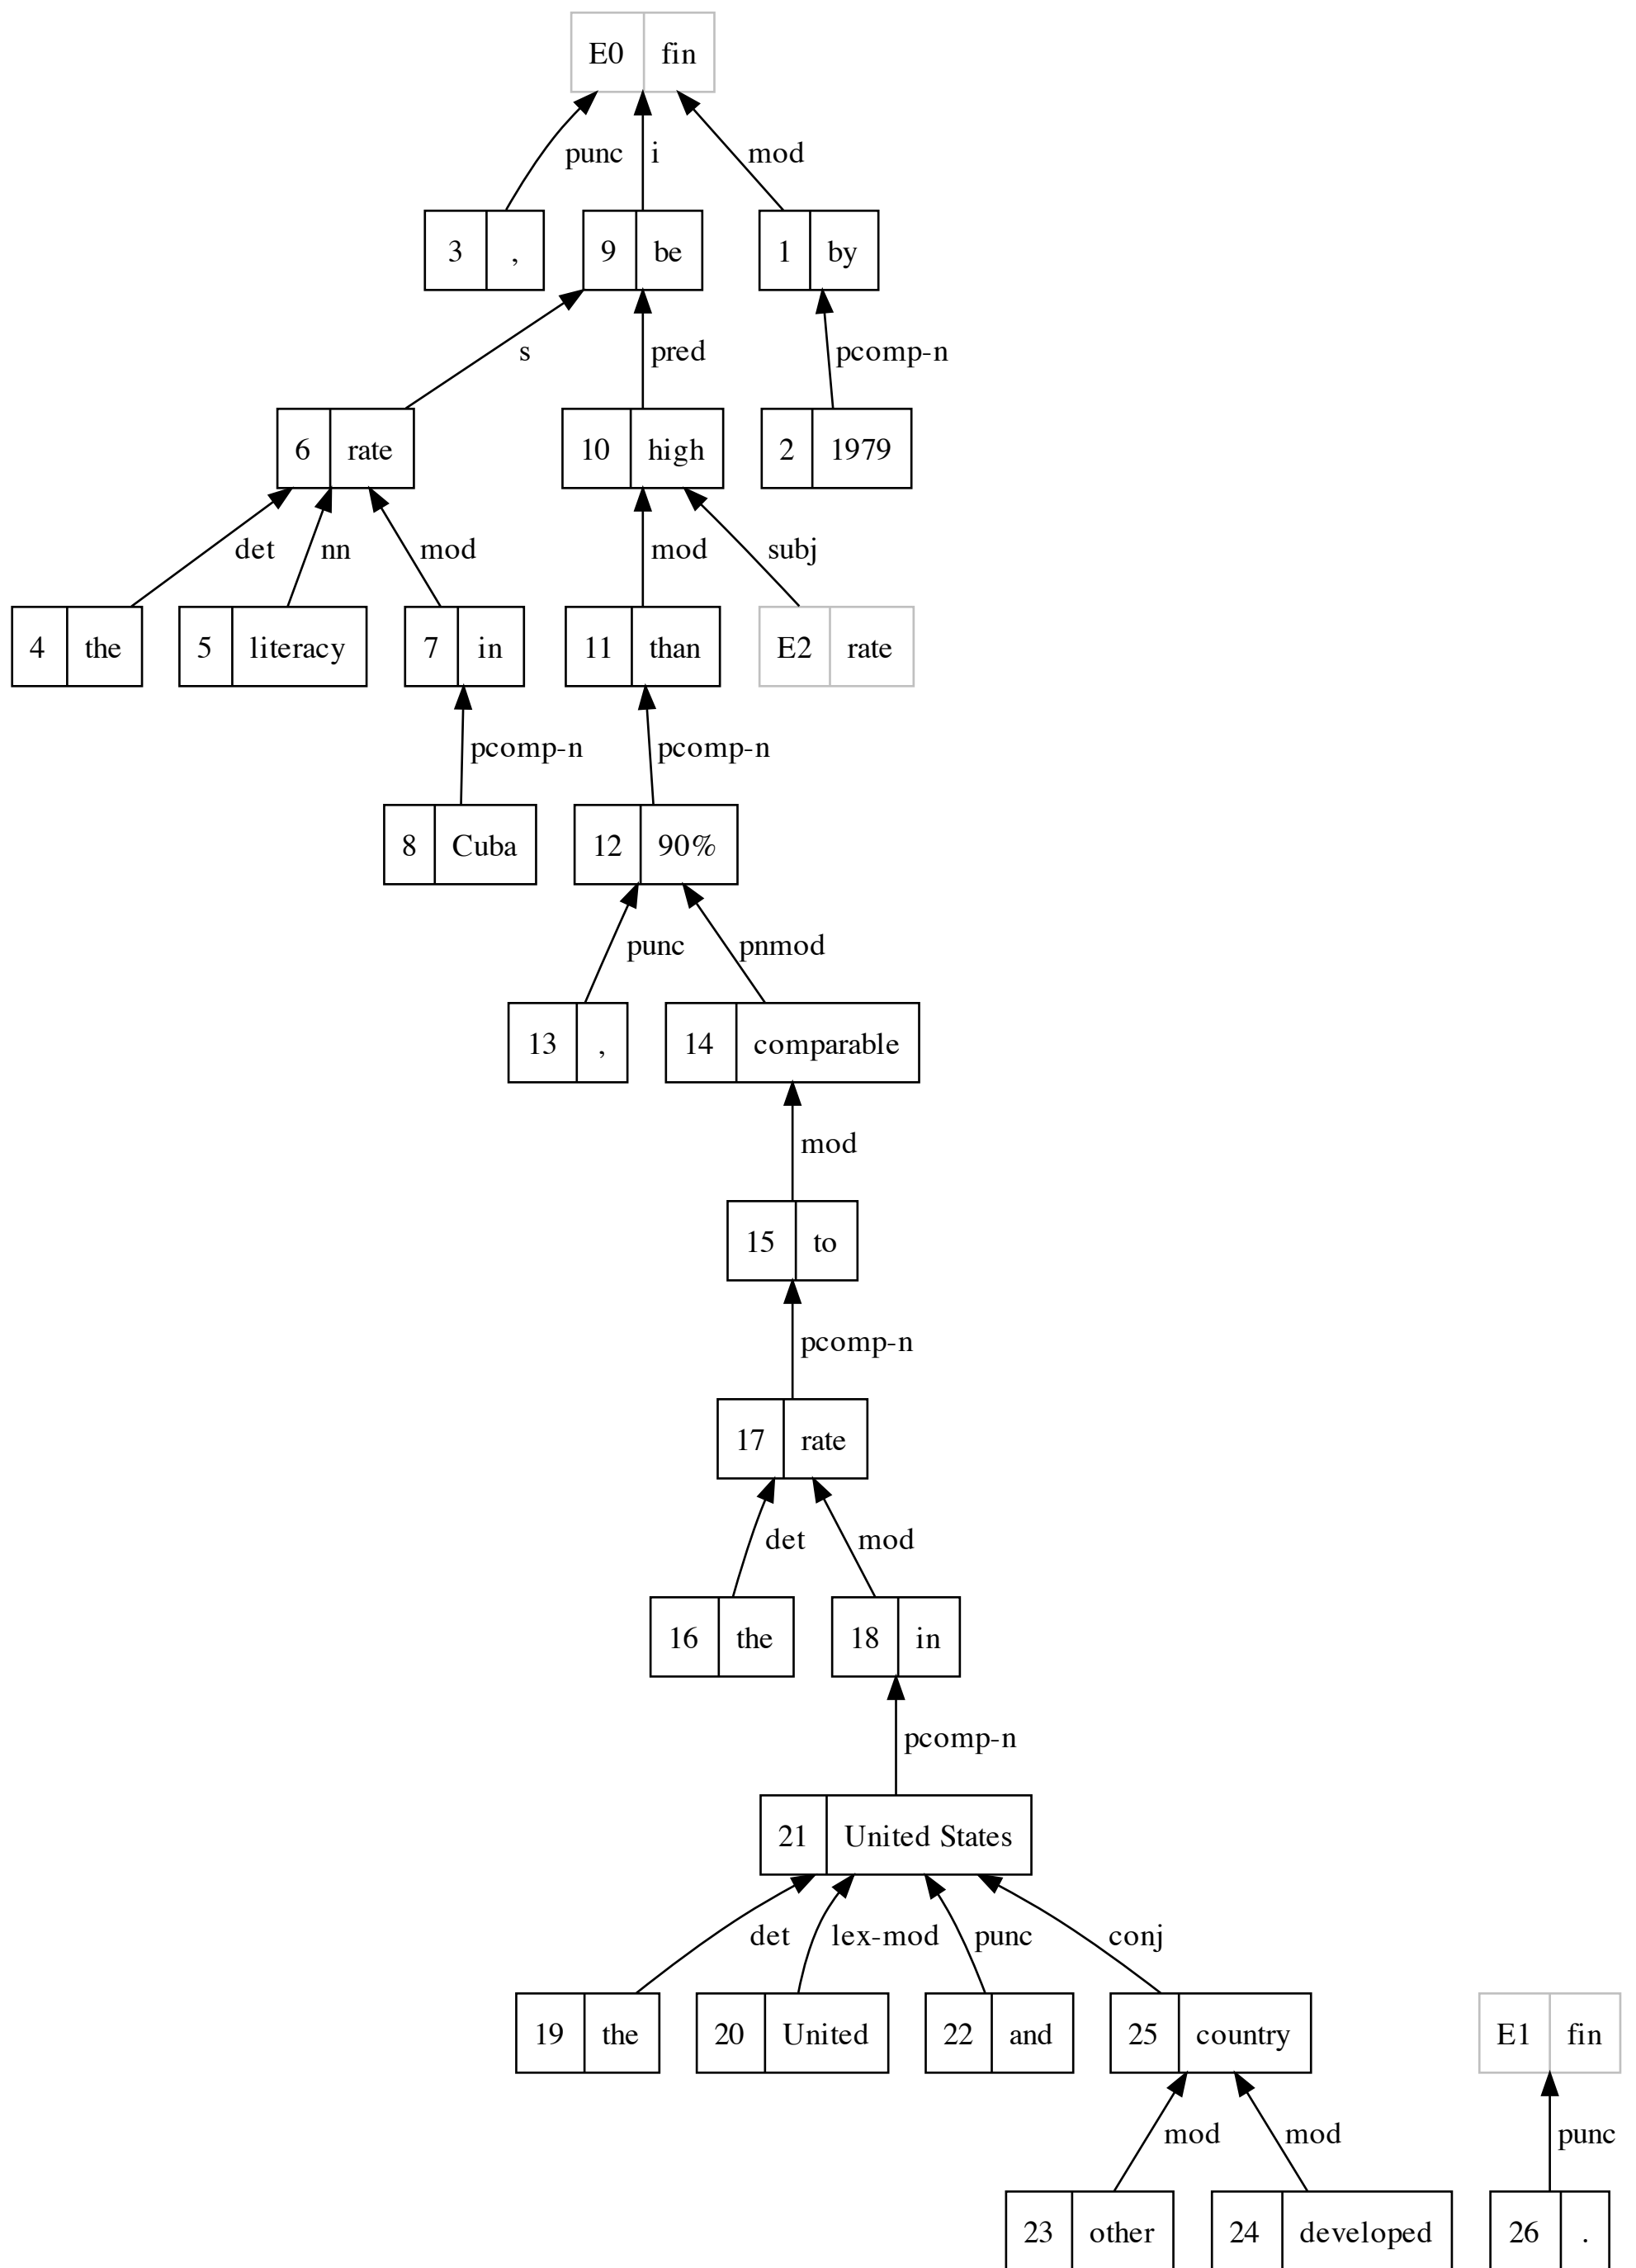 E0 fin
punc i mod
3 , 9 be 1 by
s pred pcomp-n
6 rate 10 high 2 1979
det nn mod mod subj
4 the 5 literacy 7 in 11 than E2 rate
pcomp-n pcomp-n
8 Cuba 12 90%
punc pnmod
13 , 14 comparable
mod
15 to
pcomp-n
17 rate
det mod
16 the 18 in
pcomp-n
21 United States
det lex-mod punc conj
19 the 20 United 22 and 25 country E1 fin
mod mod punc
23 other 24 developed 26 .